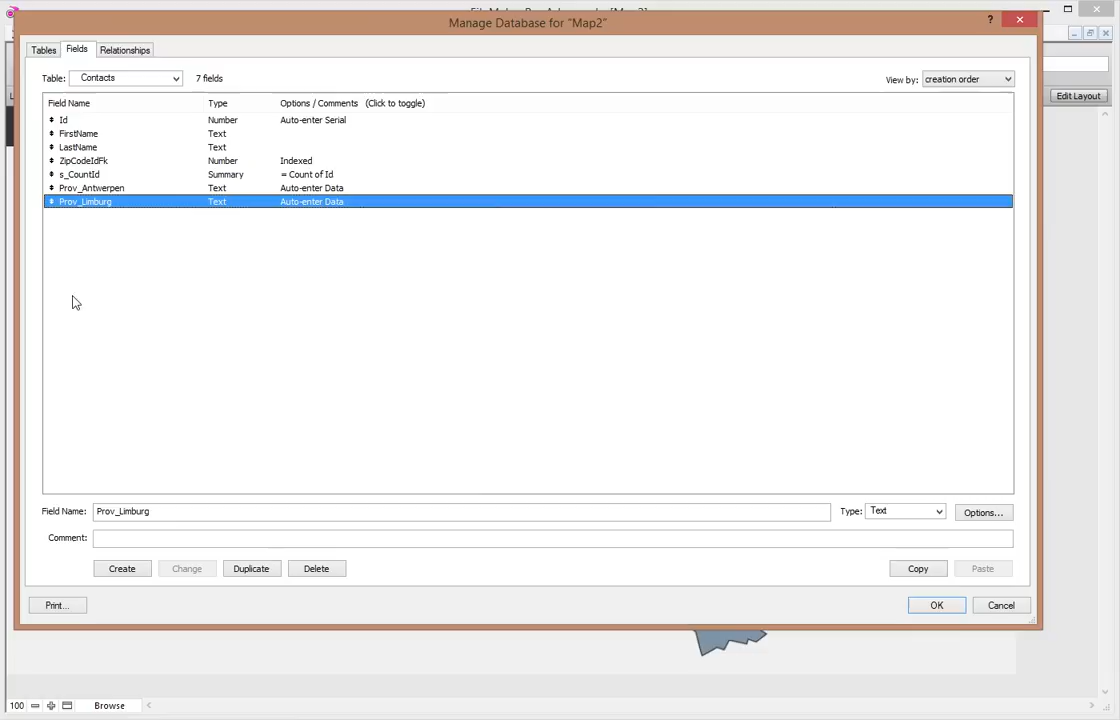 Manage Database for "Map2"
?
Tables Fields Relationships
Table: Contacts 7 fields View by: creation order
Edit Layout
Field Name Type Options / Comments (Click to toggle)
Id Number Auto-enter Serial
FirstName Text
LastName Text
ZipCodeIdFk Number Indexed
s_CountId Summary = Count of Id
Prov_Antwerpen Text Auto-enter Data
Prov_Limburg Text Auto-enter Data
Field Name: Prov_Limburg Type: Text Options...
Comment:
Create Change Duplicate Delete Copy Paste
Print... OK Cancel
100 Browse